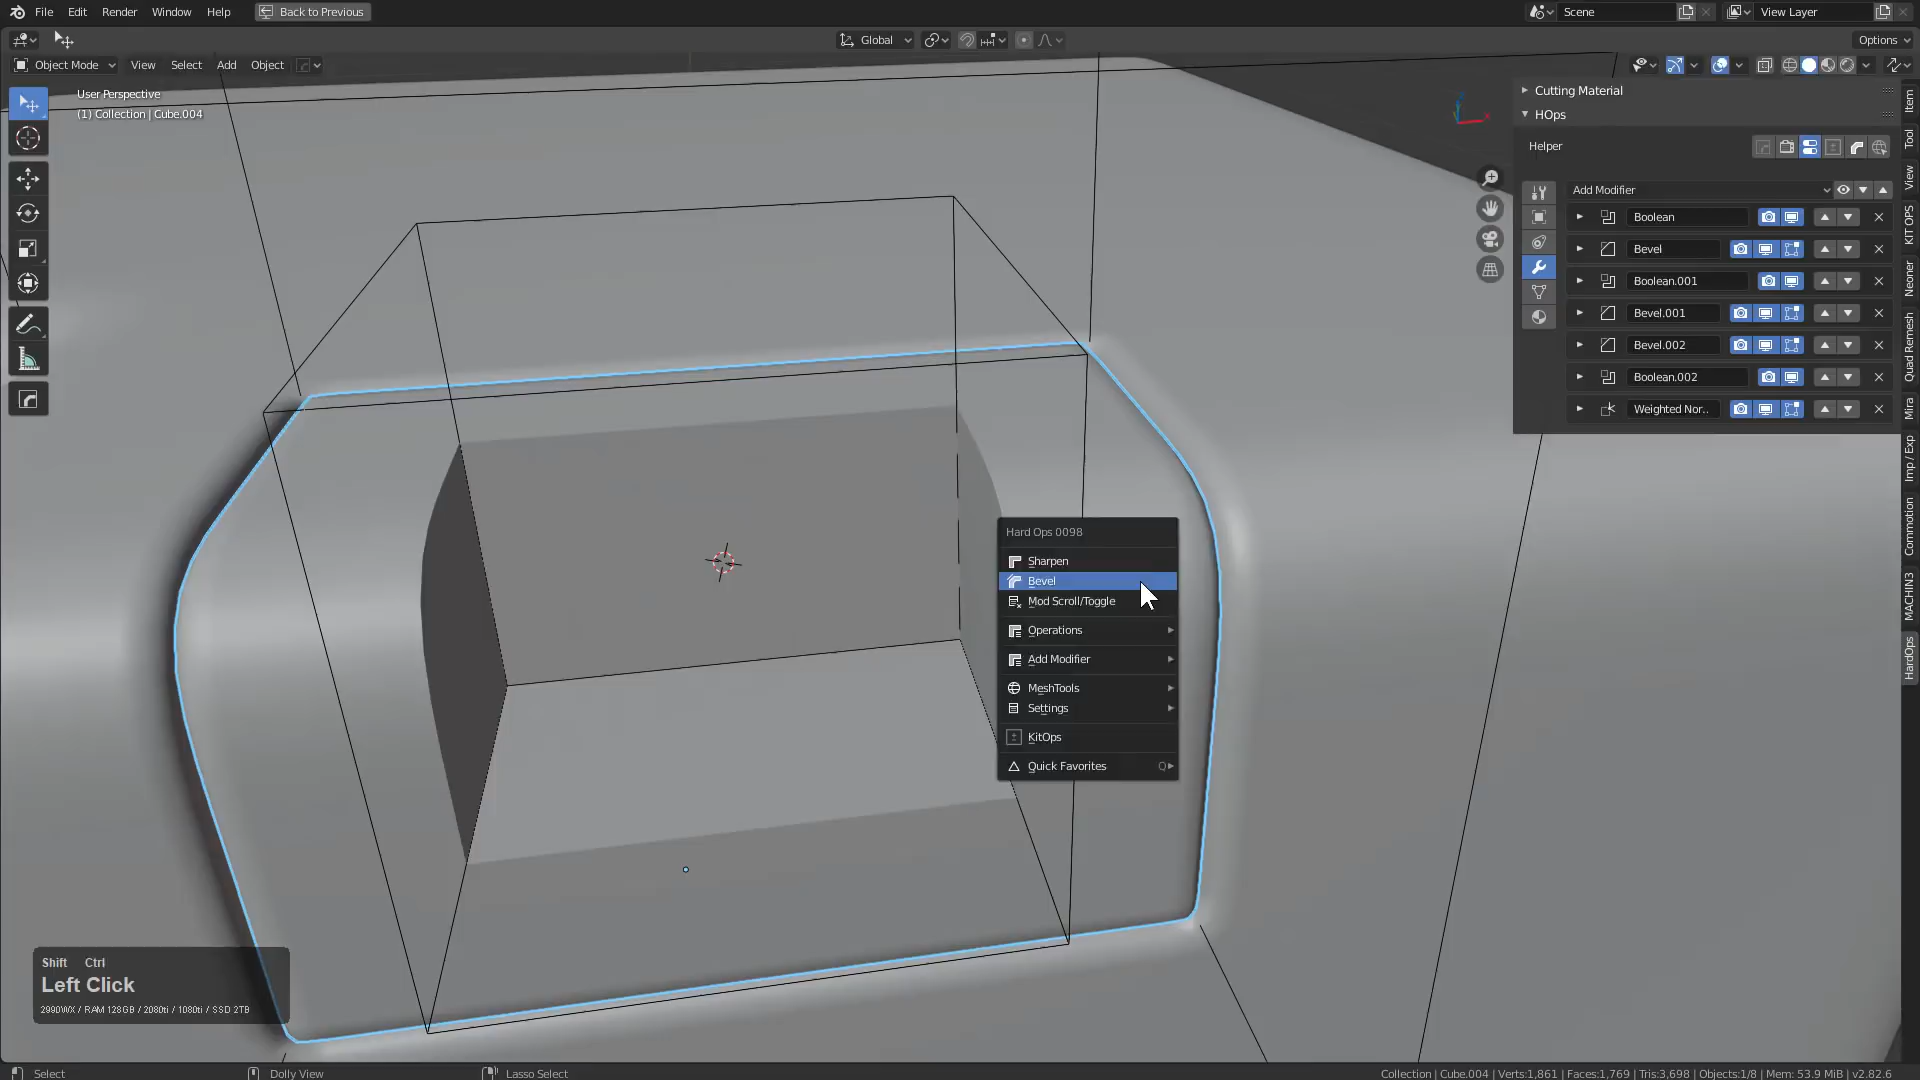 File Edit Render Window Help Back to Previous Scene View Layer
Global Options
Object Mode View Select Add Object
User Perspective
(1) Collection | Cube.004
Cutting Material
HOps
Helper
Add Modifier
Boolean
Bevel
Boolean.001
Bevel.001
Bevel.002
Boolean.002
Weighted Nor..
Item
Tool
View
KIT OPS
Neoner
Quad Remesh
Mira
Imp / Exp
Commotion
MACHIN3
HardOps
Hard Ops 0098
Sharpen
Bevel
Mod Scroll/Toggle
Operations
Add Modifier
MeshTools
Settings
KitOps
Quick Favorites Q
Shift Ctrl
Left Click
2990WX / RAM 128GB / 2080ti / 1080ti / SSD 2TB
Select Dolly View Lasso Select Collection | Cube.004 | Verts:1,861 | Faces:1,769 | Tris:3,698 | Objects:1/8 | Mem: 53.9 MiB | v2.82.6